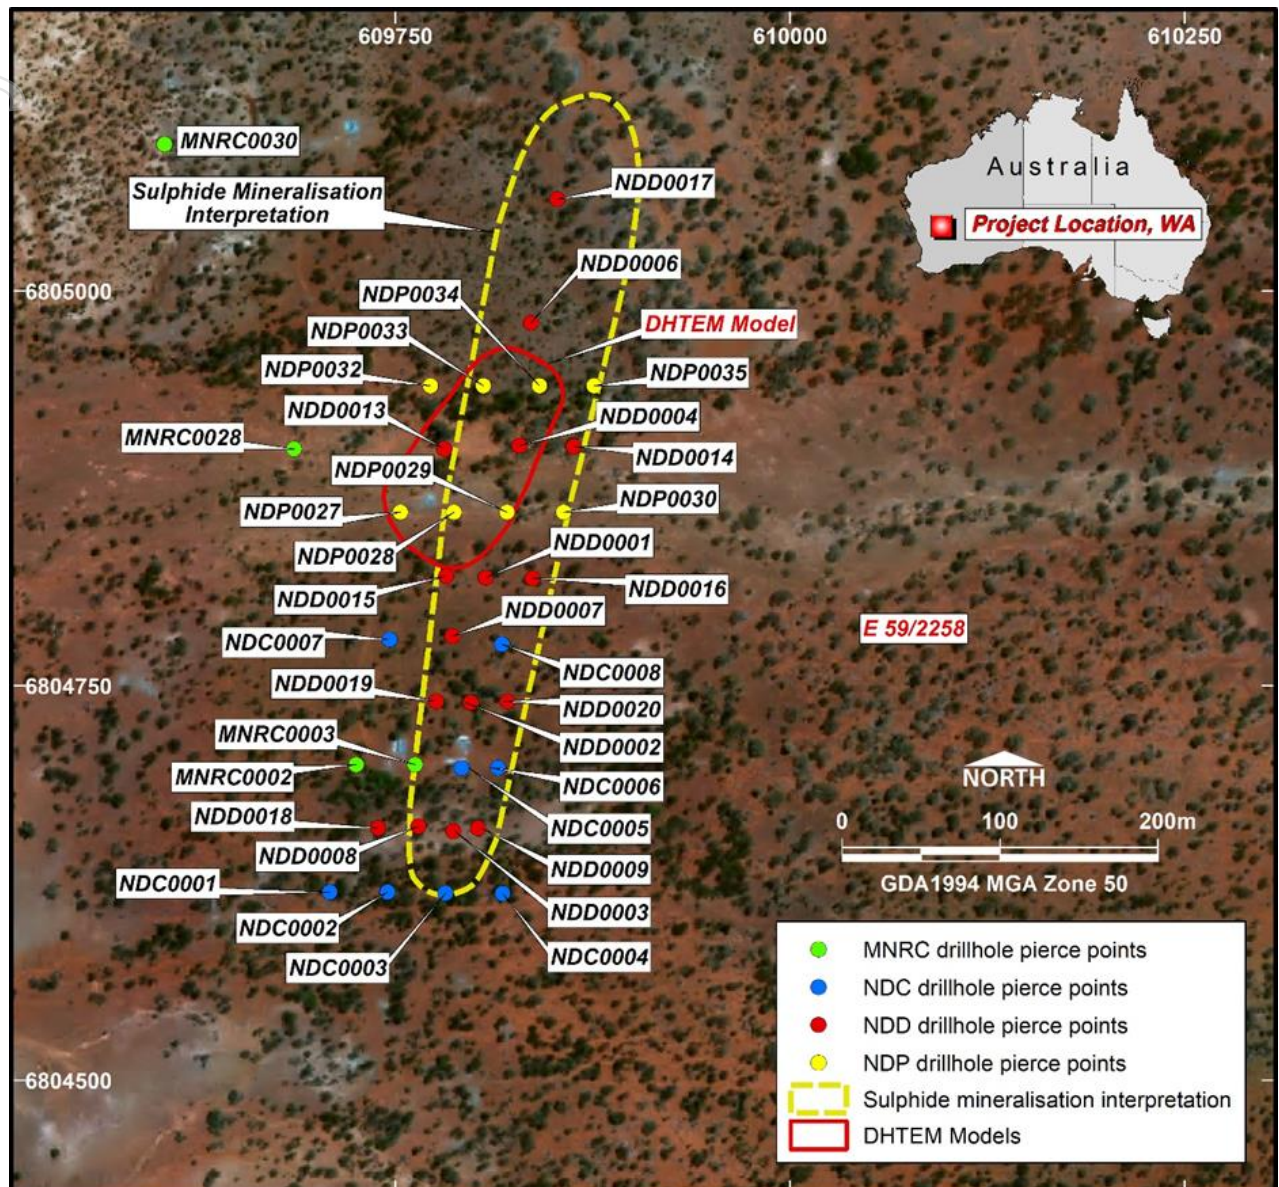 609750
610000
610250
MNRC0030
Australia
Sulphide Mineralisation
Interpretation
NDD0017
Project Location, WA
NDD0006
6805000
NDP0034
NDP0033
DHTEM Model
NDP0032
NDP0035
NDD0013
NDD0004
MNRC0028
NDD0014
NDP0029
NDP0030
NDP0027
NDP0028
NDD0001
NDD0015
NDD0016
NDD0007
NDC0007
E 59/2258
NDC0008
6804750
NDD0019
NDD0020
MNRC0003
NDD0002
MNRC0002
NDC0006
NORTH
NDD0018
NDC0005
0 100 200m
NDD0008
NDD0009
NDC0001
GDA1994 MGA Zone 50
NDD0003
NDC0002
NDC0003
NDC0004
MNRC drillhole pierce points
NDC drillhole pierce points
NDD drillhole pierce points
NDP drillhole pierce points
Sulphide mineralisation interpretation
DHTEM Models
6804500